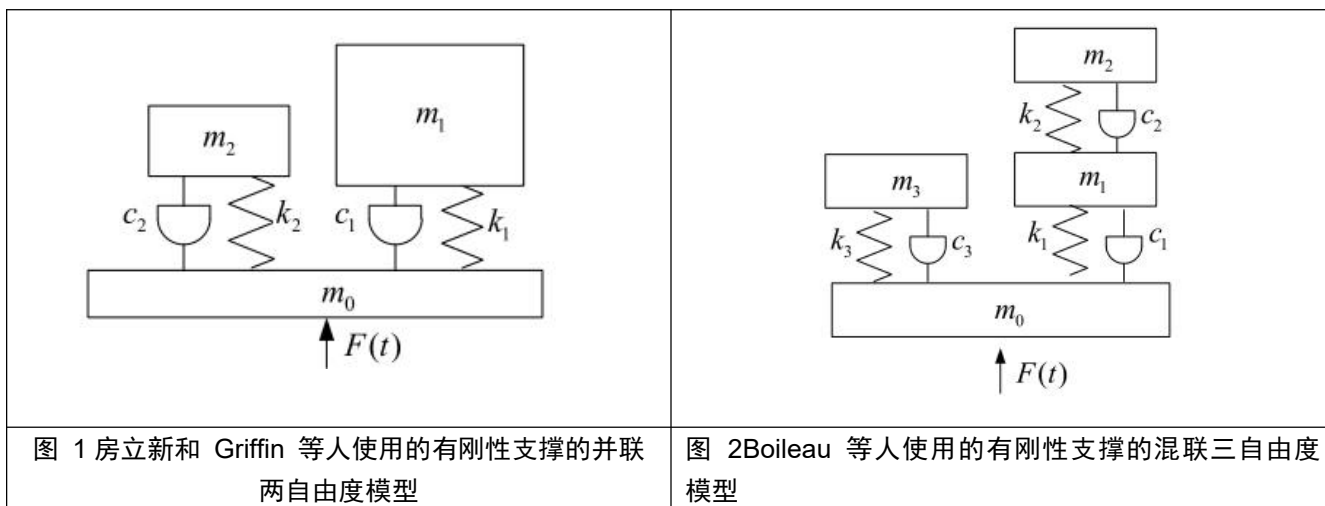 m₂
m₁
c₂
k₂
c₁
k₁
m₀
F(t)
m₂
k₂
c₂
m₃
m₁
k₃
c₃
k₁
c₁
m₀
F(t)
图 1 房立新和 Griffin 等人使用的有刚性支撑的并联
两自由度模型
图 2Boileau 等人使用的有刚性支撑的混联三自由度
模型